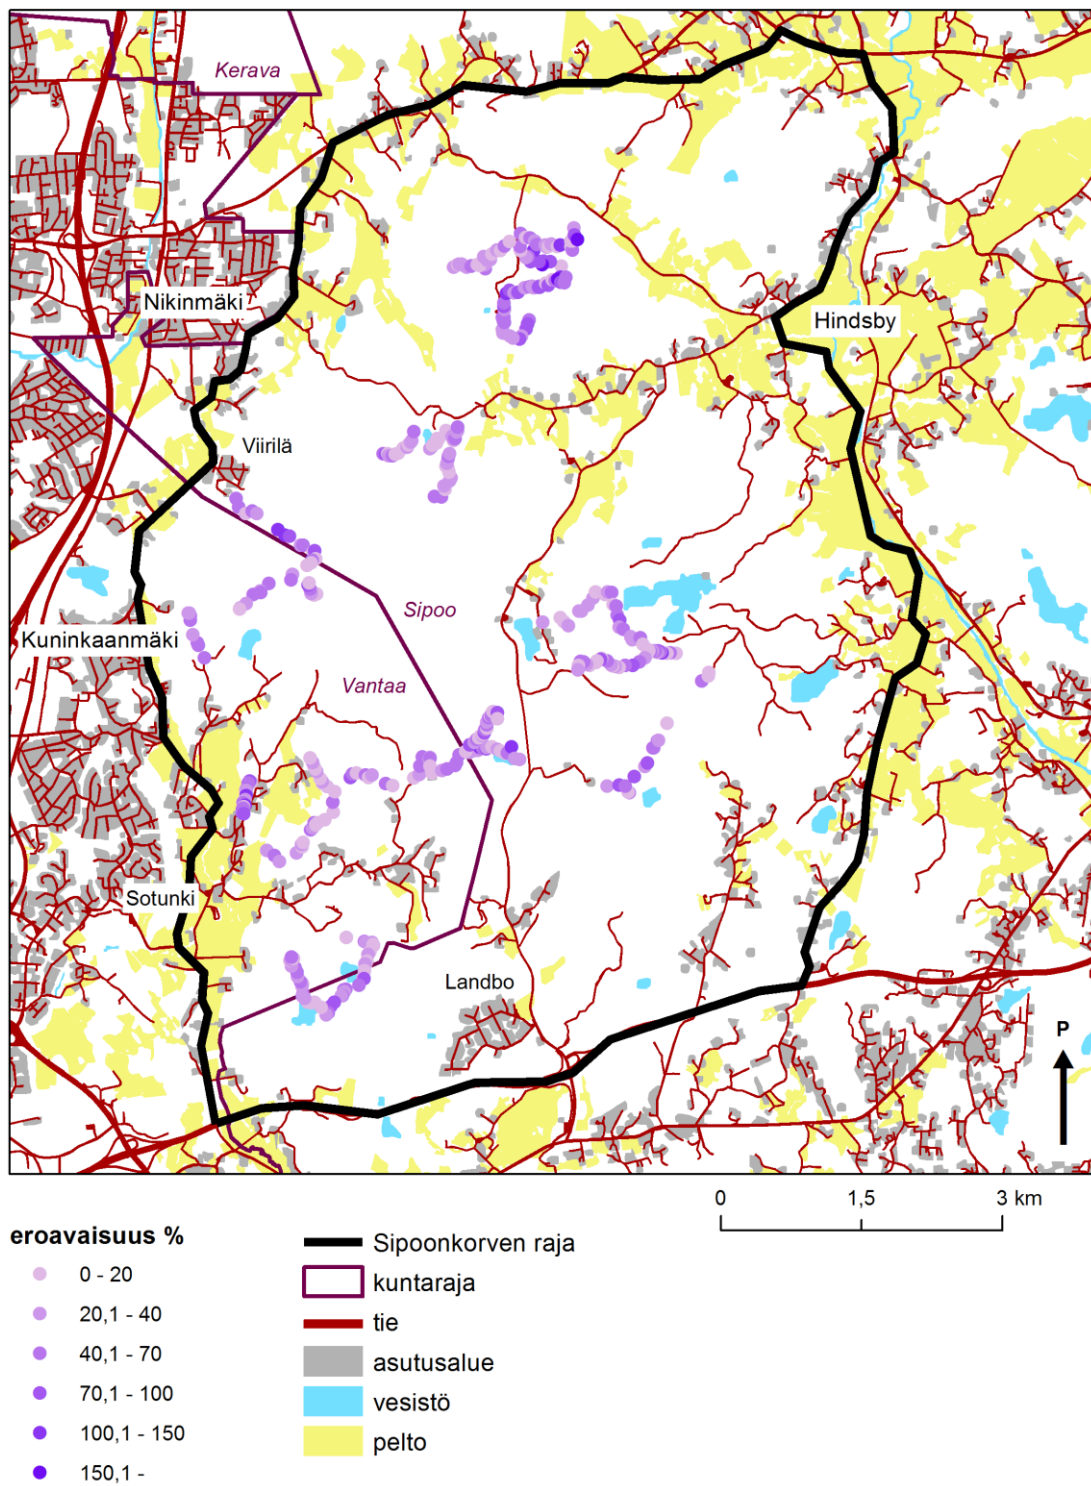 Kerava
Nikinmäki
Hindsby
Viirilä
Sipoo
Kuninkaanmäki
Vantaa
Sotunki
Landbo
P
0 1,5 3 km
eroavaisuus %
0 - 20
20,1 - 40
40,1 - 70
70,1 - 100
100,1 - 150
150,1 -
Sipoonkorven raja
kuntaraja
tie
asutusalue
vesistö
pelto